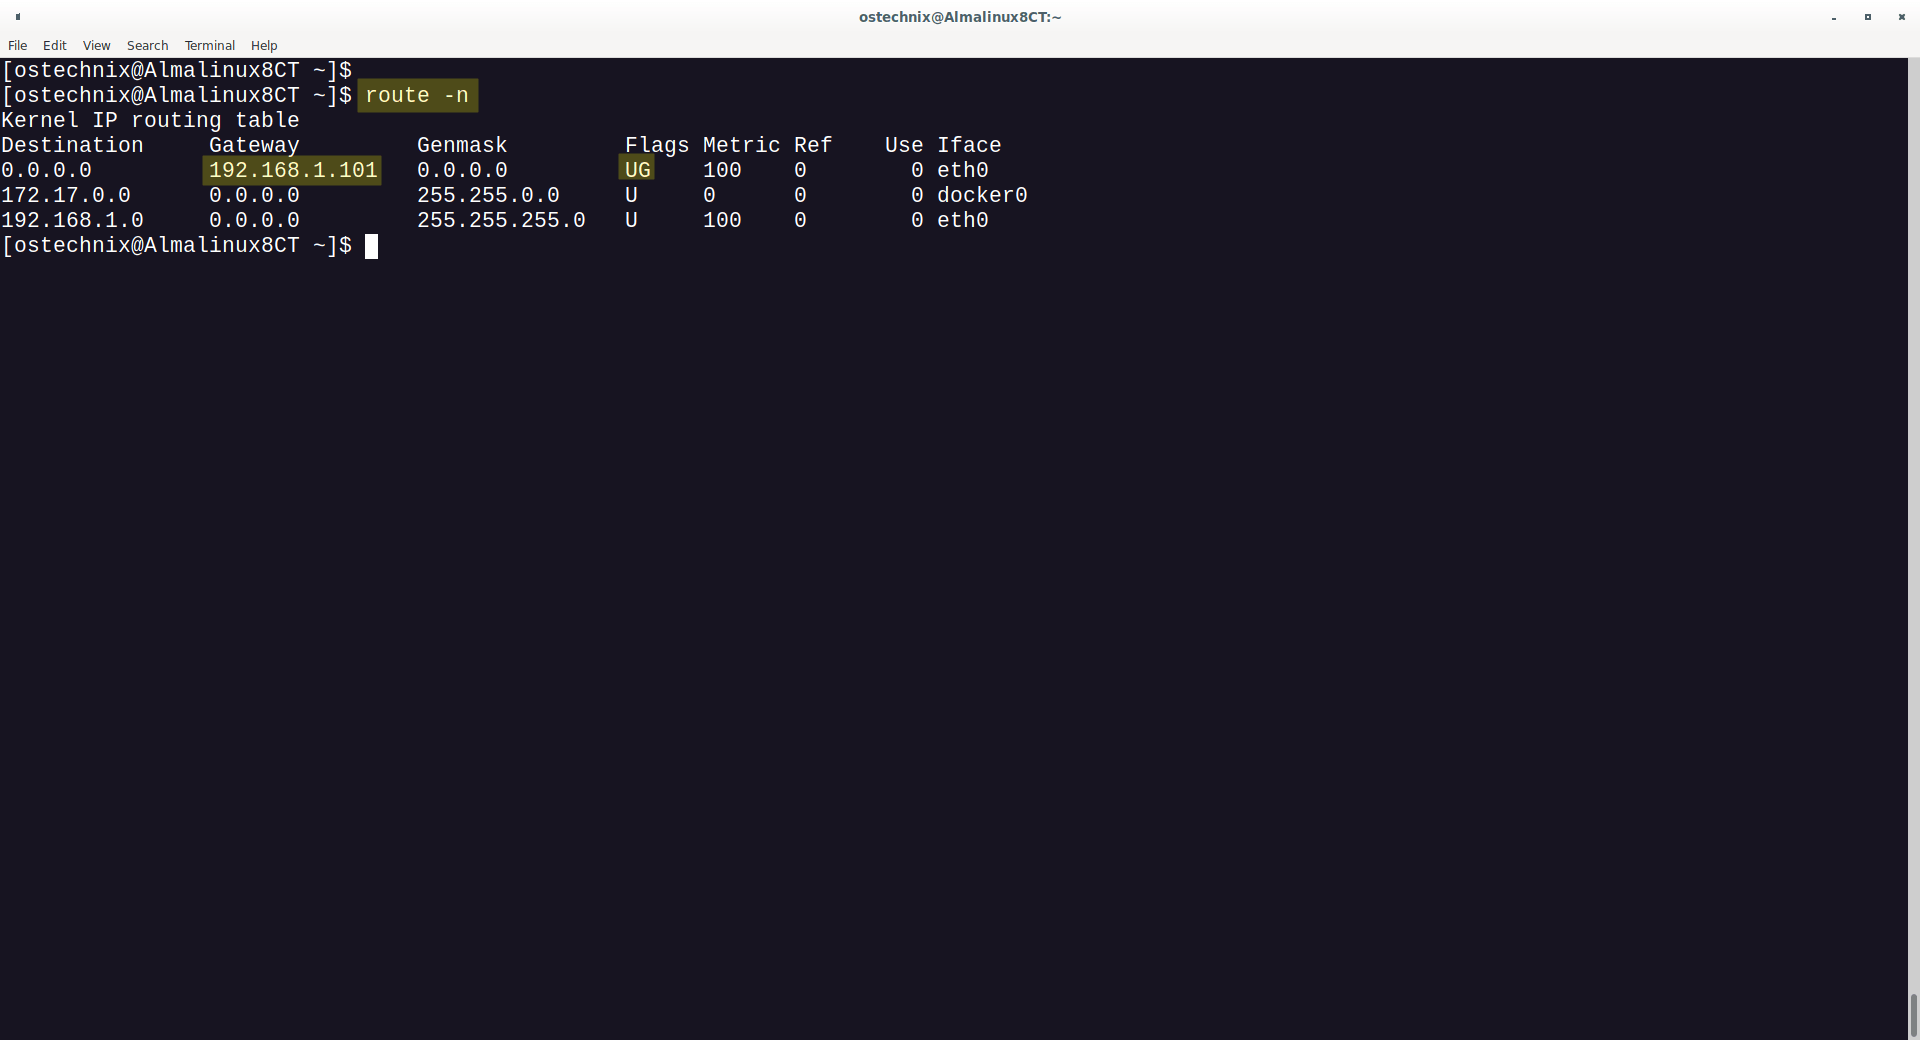 ostechnix@Almalinux8CT:~
File Edit View Search Terminal Help
[ostechnix@Almalinux8CT ~]$
[ostechnix@Almalinux8CT ~]$ route -n
Kernel IP routing table
Destination     Gateway         Genmask         Flags Metric Ref    Use Iface
0.0.0.0         192.168.1.101   0.0.0.0         UG    100    0        0 eth0
172.17.0.0      0.0.0.0         255.255.0.0     U     0      0        0 docker0
192.168.1.0     0.0.0.0         255.255.255.0   U     100    0        0 eth0
[ostechnix@Almalinux8CT ~]$